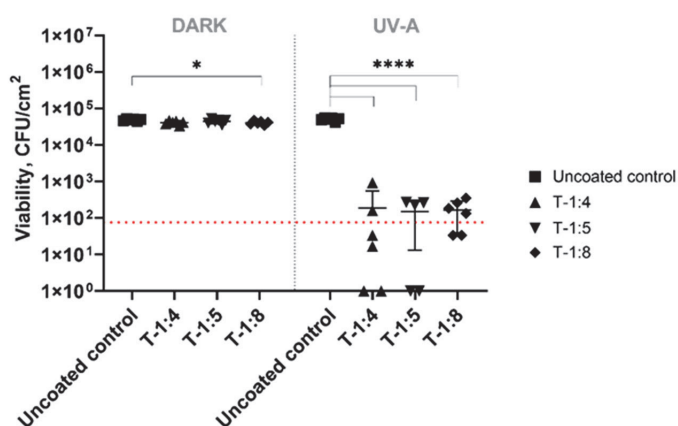 DARK
UV-A
Viability, CFU/cm²
1×10⁷
1×10⁶
1×10⁵
1×10⁴
1×10³
1×10²
1×10¹
1×10⁰
*
****
Uncoated control
T-1:4
T-1:5
T-1:8
Uncoated control
T-1:4
T-1:5
T-1:8
Uncoated control
T-1:4
T-1:5
T-1:8